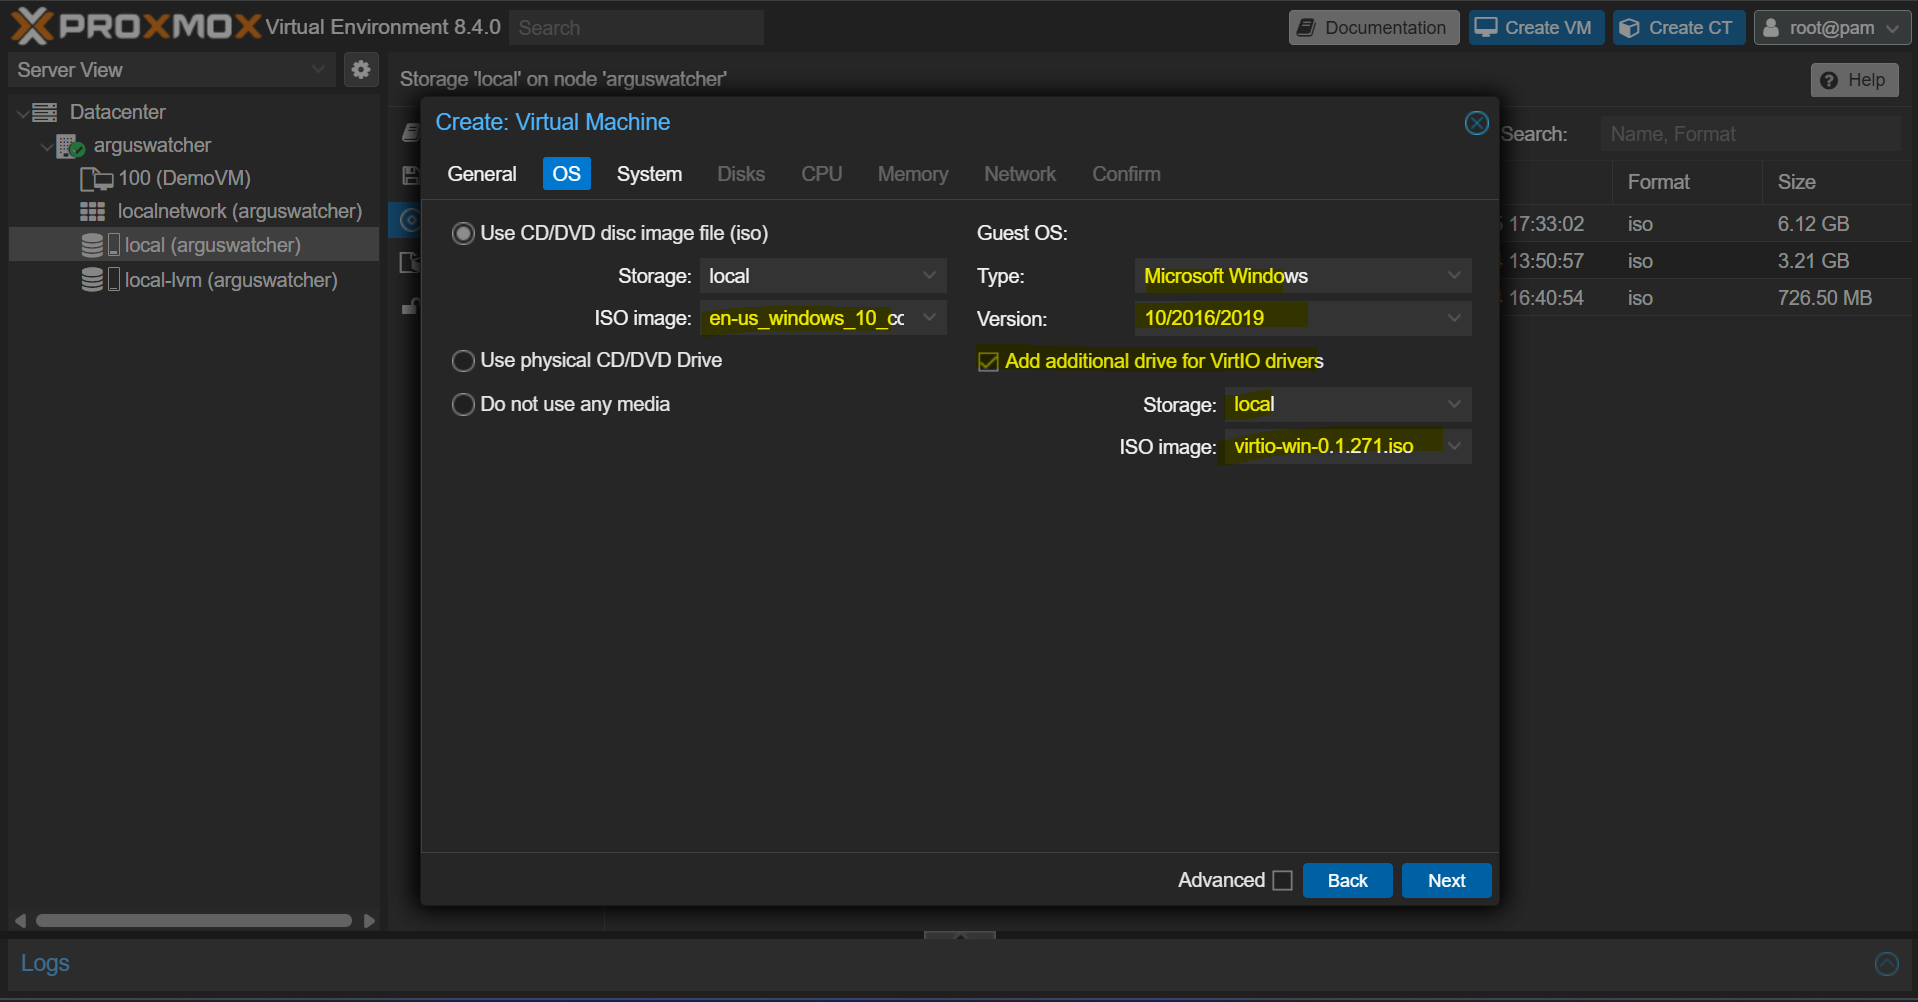 PROXMOX Virtual Environment 8.4.0 Search Documentation Create VM Create CT root@pam
Server View
Storage 'local' on node 'arguswatcher' Help
Datacenter
arguswatcher
100 (DemoVM)
localnetwork (arguswatcher)
local (arguswatcher)
local-lvm (arguswatcher)
Search: Name, Format
Format Size
17:33:02 iso 6.12 GB
13:50:57 iso 3.21 GB
16:40:54 iso 726.50 MB
Create: Virtual Machine
General OS System Disks CPU Memory Network Confirm
Use CD/DVD disc image file (iso)
Storage: local
ISO image: en-us_windows_10_cc
Use physical CD/DVD Drive
Do not use any media
Guest OS:
Type: Microsoft Windows
Version: 10/2016/2019
Add additional drive for VirtIO drivers
Storage: local
ISO image: virtio-win-0.1.271.iso
Advanced Back Next
Logs